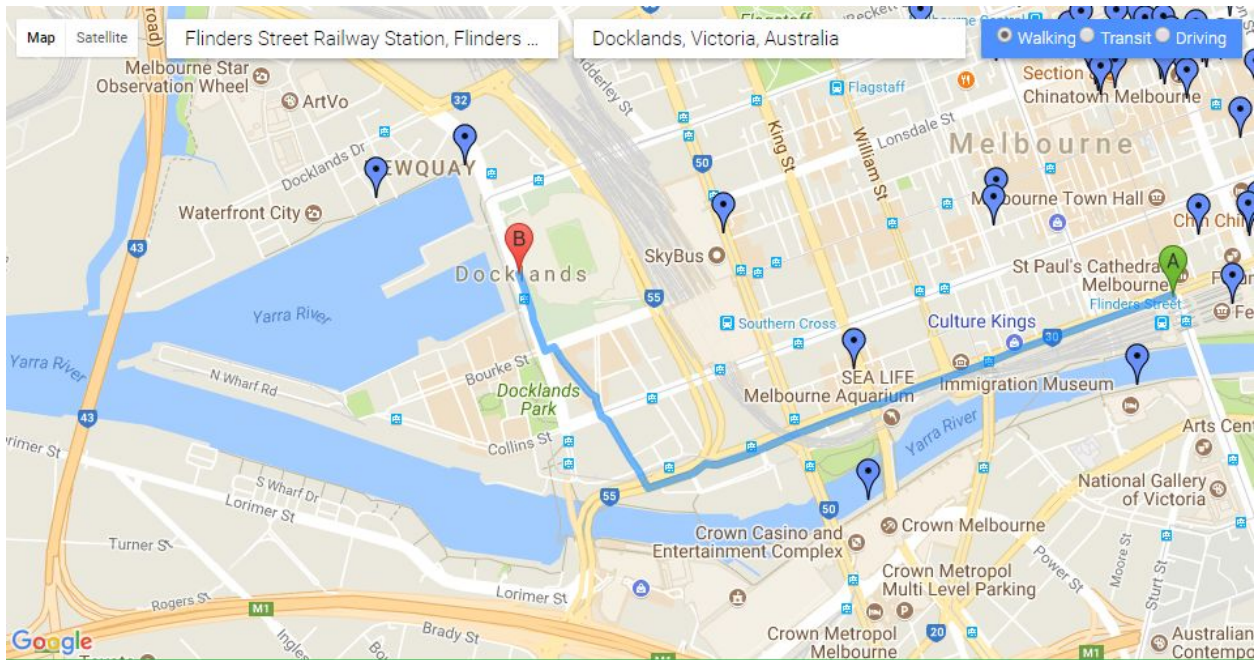 Map
Satellite
Flinders Street Railway Station, Flinders ...
Docklands, Victoria, Australia
Walking
Transit
Driving
Melbourne Star
Observation Wheel
ArtVo
32
Docklands Dr
EWQUAY
Waterfront City
43
Yarra River
Yarra River
N Wharf Rd
43
Lorimer St
S Wharf Dr
Turner St
Rogers St
M1
Brady St
Lorimer St
B
Docklands
Bourke St
Docklands
Park
Collins St
55
55
50
SkyBus
Southern Cross
King St
William St
Flagstaff
Flagstaff
Lonsdale St
Melbourne
Chinatown Melbourne
Melbourne Town Hall
St Paul's Cathedral
Melbourne
A
Flinders Street
Culture Kings
30
SEA LIFE
Melbourne Aquarium
Immigration Museum
Yarra River
50
Crown Casino and
Entertainment Complex
Crown Melbourne
Crown Metropol
Multi Level Parking
P
Crown Metropol
Melbourne
20
Power St
Moore St
Sturt St
National Gallery
of Victoria
Arts Cent
Australian
Contempo
M1
M1
Google